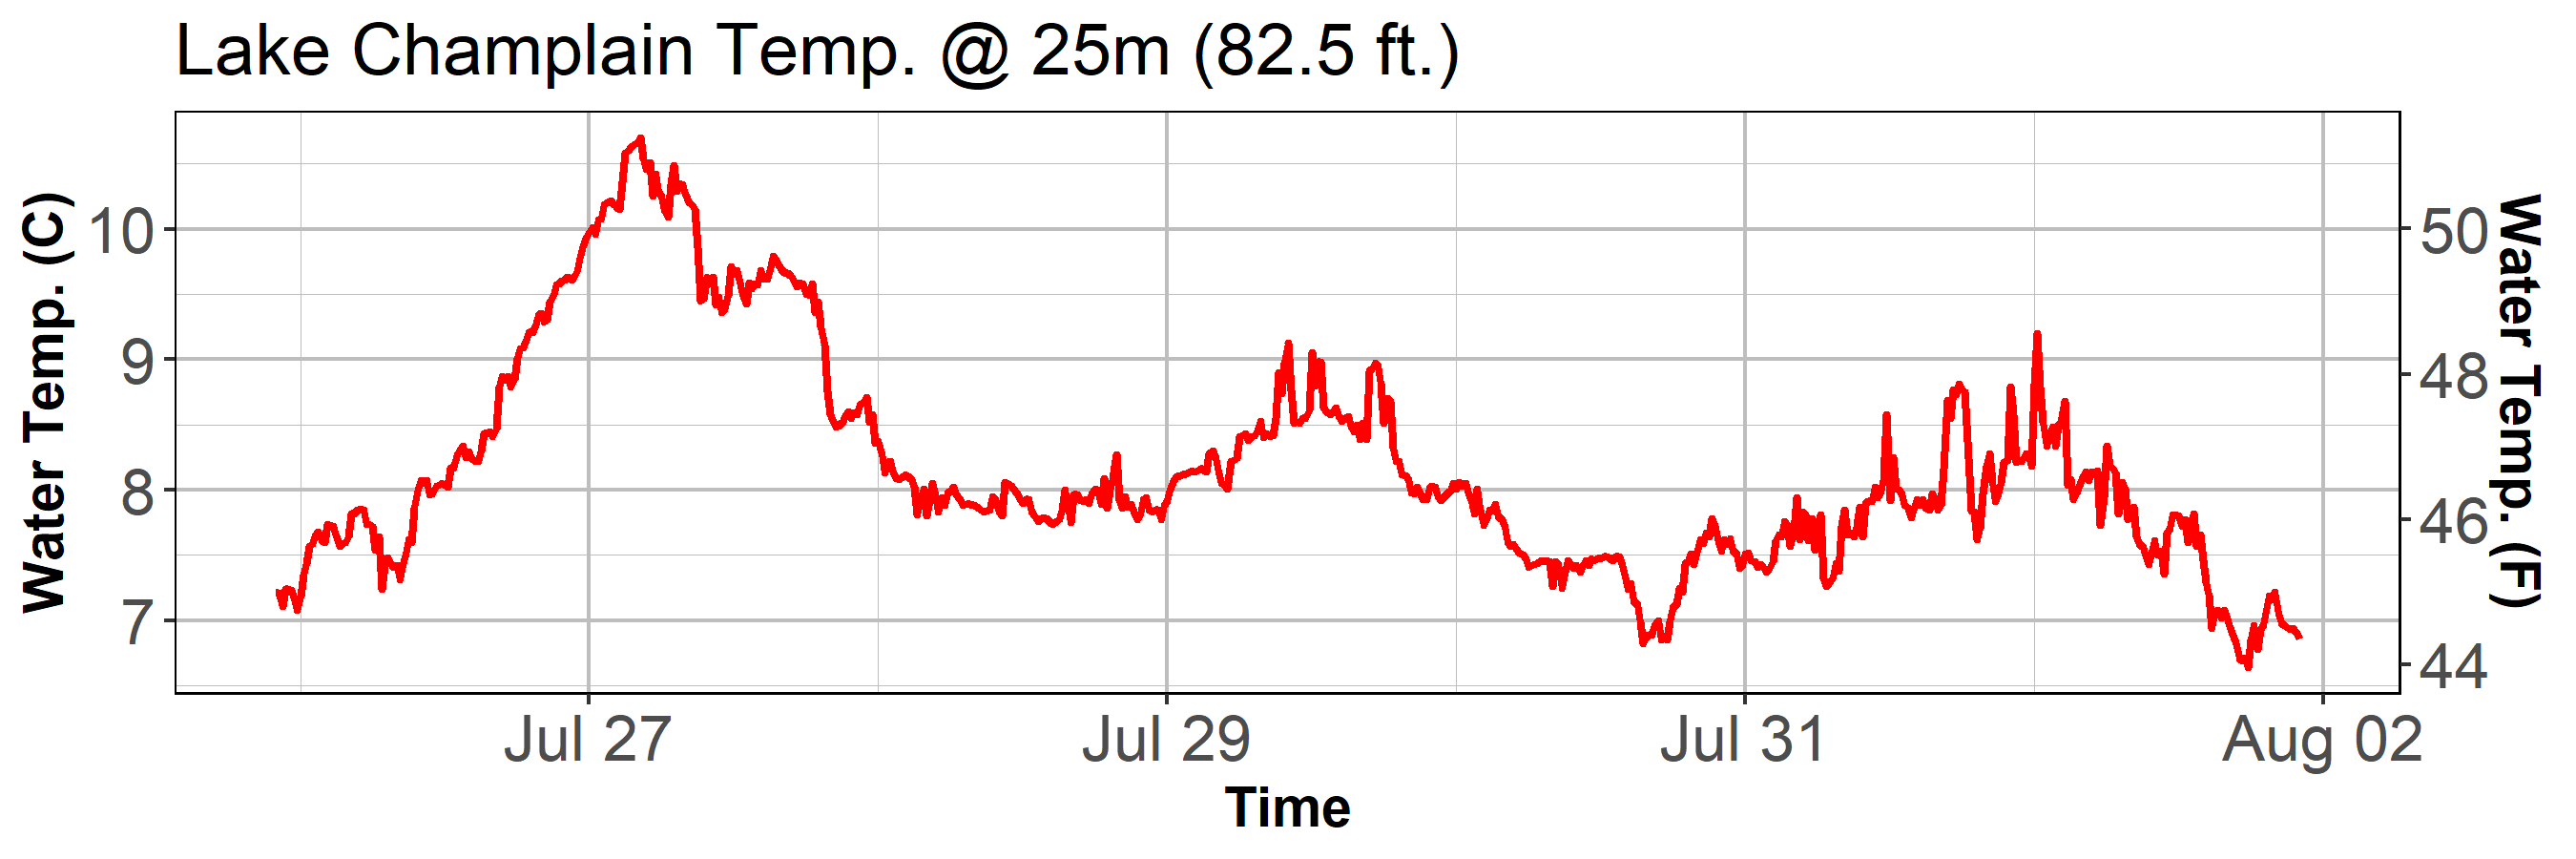 Lake Champlain Temp. @ 25m (82.5 ft.)
Water Temp. (C)
10
9
8
7
50
48
46
44
Water Temp. (F)
Jul 27
Jul 29
Jul 31
Aug 02
Time